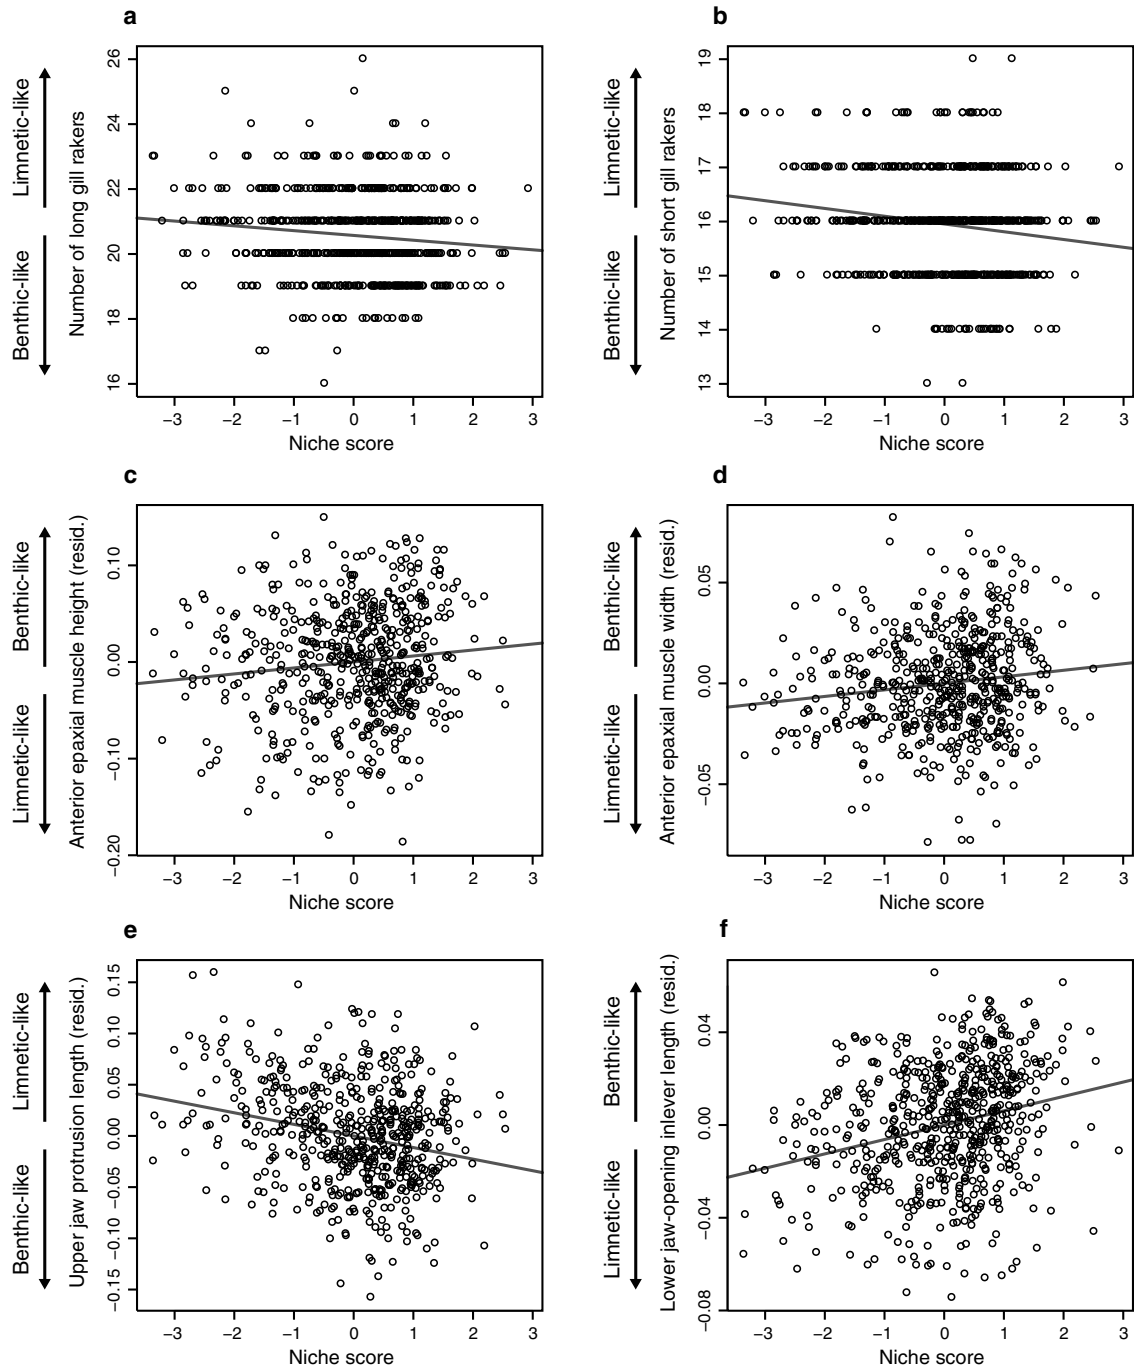 a
Limnetic-like
Benthic-like
Number of long gill rakers
26
24
22
20
18
16
−3 −2 −1 0 1 2 3
Niche score
b
Limnetic-like
Benthic-like
Number of short gill rakers
19
18
17
16
15
14
13
−3 −2 −1 0 1 2 3
Niche score
c
Benthic-like
Limnetic-like
Anterior epaxial muscle height (resid.)
0.10
0.00
−0.10
−0.20
−3 −2 −1 0 1 2 3
Niche score
d
Benthic-like
Limnetic-like
Anterior epaxial muscle width (resid.)
0.05
0.00
−0.05
−3 −2 −1 0 1 2 3
Niche score
e
Limnetic-like
Benthic-like
Upper jaw protrusion length (resid.)
0.15
0.10
0.05
0.00
−0.05
−0.10
−0.15
−3 −2 −1 0 1 2 3
Niche score
f
Benthic-like
Limnetic-like
Lower jaw-opening inlever length (resid.)
0.04
0.00
−0.04
−0.08
−3 −2 −1 0 1 2 3
Niche score